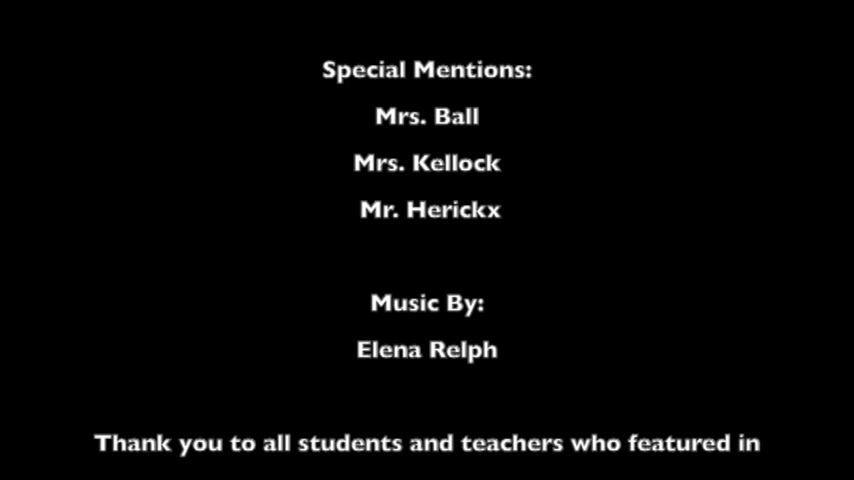 Special Mentions:
Mrs. Ball
Mrs. Kellock
Mr. Herickx
Music By:
Elena Relph
Thank you to all students and teachers who featured in